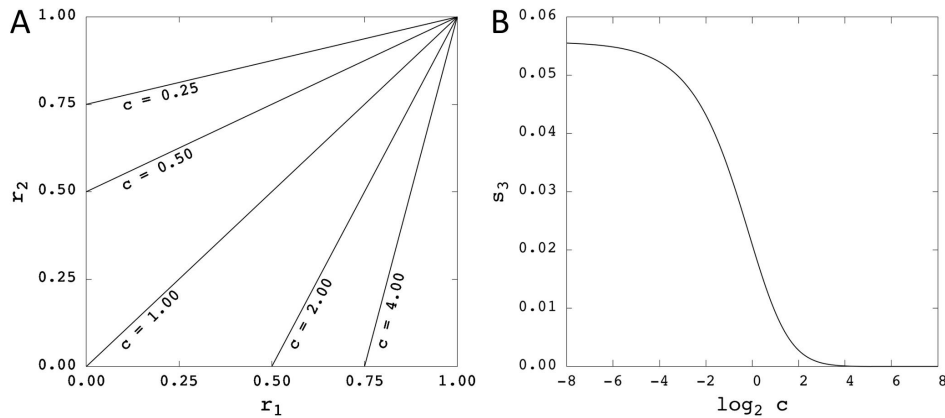 A
1.00
0.75
0.50
0.25
0.00
r2
c = 0.25
c = 0.50
c = 1.00
c = 2.00
c = 4.00
0.00 0.25 0.50 0.75 1.00
r1
B
0.06
0.05
0.04
0.03
0.02
0.01
0.00
s3
-8 -6 -4 -2 0 2 4 6 8
log2 c